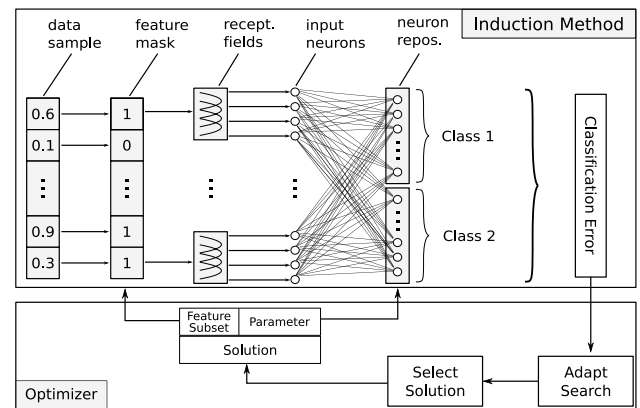 data sample
feature mask
recept. fields
input neurons
neuron repos.
Induction Method
0.6
1
0.1
0
0.9
1
0.3
1
Class 1
Class 2
Classification Error
Feature Subset
Parameter
Solution
Select Solution
Adapt Search
Optimizer